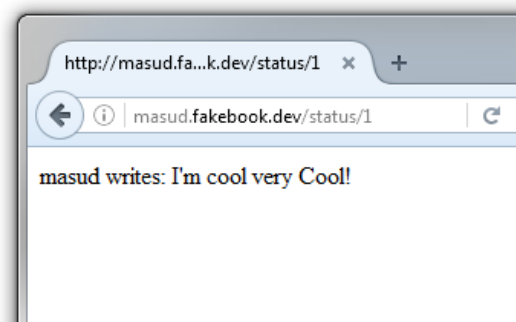 http://masud.fa...k.dev/status/1
masud.fakebook.dev/status/1
masud writes: I'm cool very Cool!